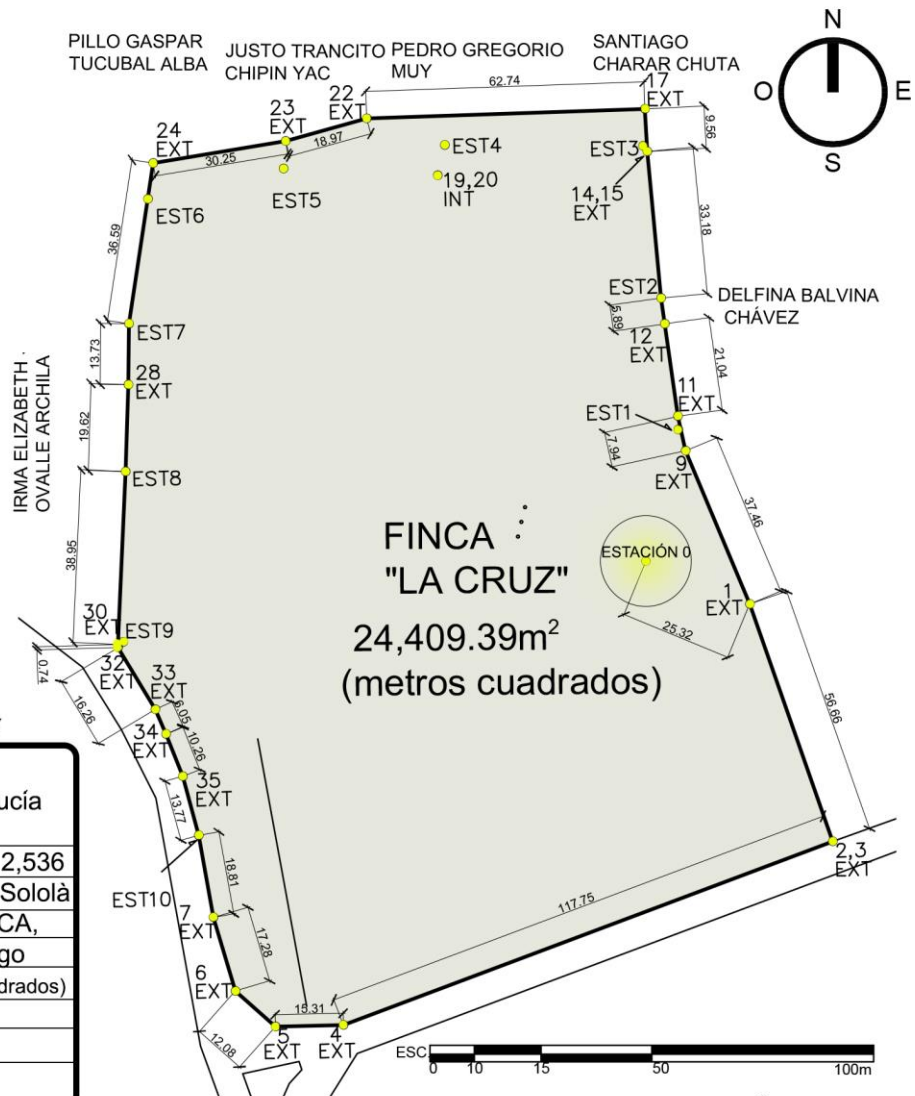 PILLO GASPAR
TUCUBAL ALBA
JUSTO TRANCITO
CHIPIN YAC
PEDRO GREGORIO
MUY
SANTIAGO
CHARAR CHUTA
N
O
E
S
62.74
17
EXT
9.56
22
EXT
23
EXT
18.97
24
EXT
30.25
EST4
EST3
19,20
INT
14,15
EXT
EST5
EST6
36.59
33.18
EST2
DELFINA BALVINA
CHÁVEZ
5.89
12
EXT
21.04
EST7
13.73
28
EXT
11
EXT
EST1
7.94
9
EXT
IRMA ELIZABETH .
OVALLE ARCHILA
19.62
EST8
37.46
38.95
FINCA
"LA CRUZ"
24,409.39m²
(metros cuadrados)
ESTACIÓN 0
25.32
1
EXT
30
EXT
EST9
0.74
32
EXT
16.26
33
EXT
6.05
34
EXT
10.26
35
EXT
13.77
56.66
ucía
2,536
Sololà
CA,
go
drados)
EST10
18.81
7
EXT
17.28
117.75
2,3
EXT
6
EXT
15.31
12.08
5
EXT
4
EXT
ESC
0 10 15 50 100m